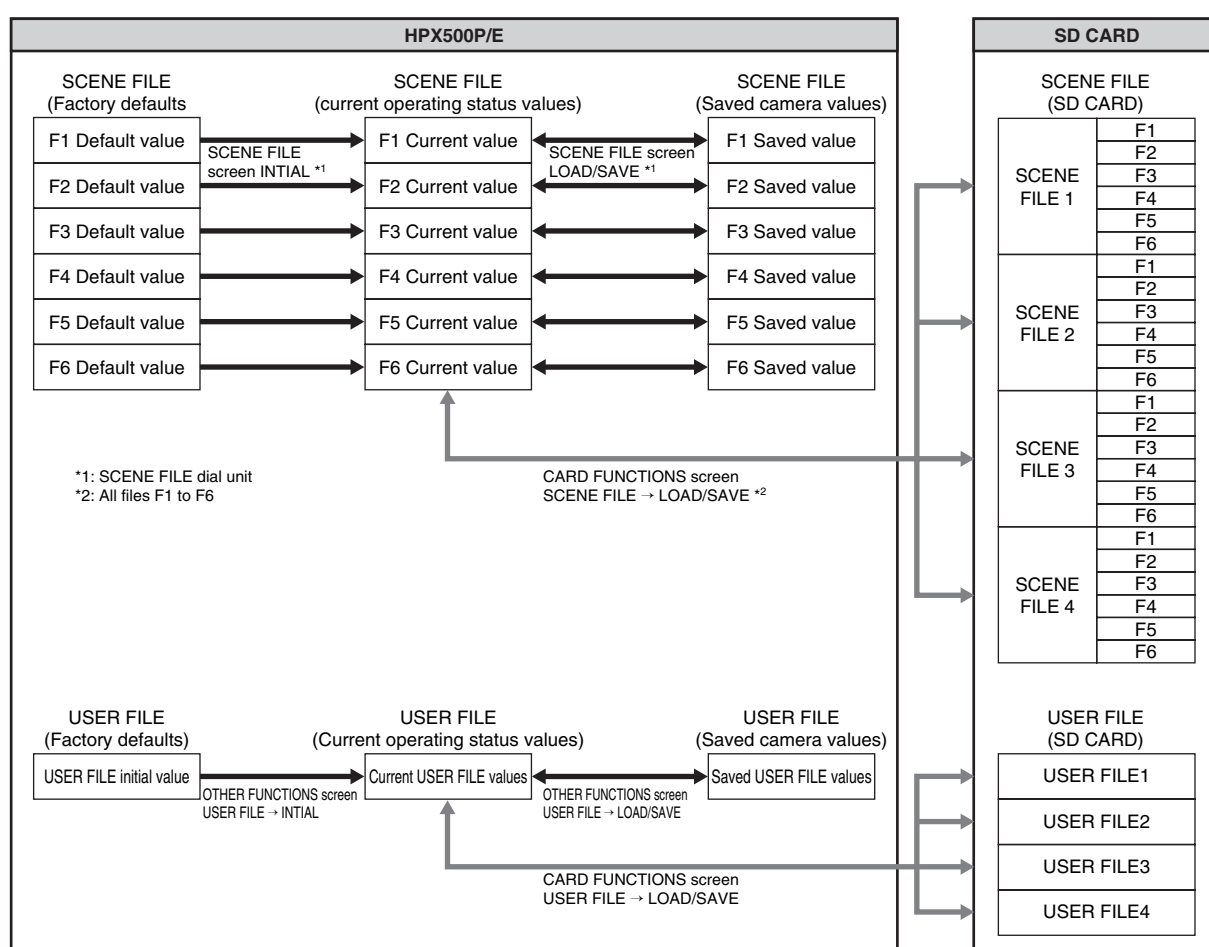 HPX500P/E
SD CARD
SCENE FILE
(Factory defaults
SCENE FILE
(current operating status values)
SCENE FILE
(Saved camera values)
SCENE FILE
(SD CARD)
F1 Default value
F2 Default value
F3 Default value
F4 Default value
F5 Default value
F6 Default value
SCENE FILE
screen INTIAL *1
F1 Current value
F2 Current value
F3 Current value
F4 Current value
F5 Current value
F6 Current value
SCENE FILE screen
LOAD/SAVE *1
F1 Saved value
F2 Saved value
F3 Saved value
F4 Saved value
F5 Saved value
F6 Saved value
SCENE
FILE 1
F1
F2
F3
F4
F5
F6
SCENE
FILE 2
F1
F2
F3
F4
F5
F6
SCENE
FILE 3
F1
F2
F3
F4
F5
F6
SCENE
FILE 4
F1
F2
F3
F4
F5
F6
*1: SCENE FILE dial unit
*2: All files F1 to F6
CARD FUNCTIONS screen
SCENE FILE → LOAD/SAVE *2
USER FILE
(Factory defaults)
USER FILE
(Current operating status values)
USER FILE
(Saved camera values)
USER FILE
(SD CARD)
USER FILE initial value
OTHER FUNCTIONS screen
USER FILE → INTIAL
Current USER FILE values
OTHER FUNCTIONS screen
USER FILE → LOAD/SAVE
Saved USER FILE values
USER FILE1
USER FILE2
USER FILE3
USER FILE4
CARD FUNCTIONS screen
USER FILE → LOAD/SAVE